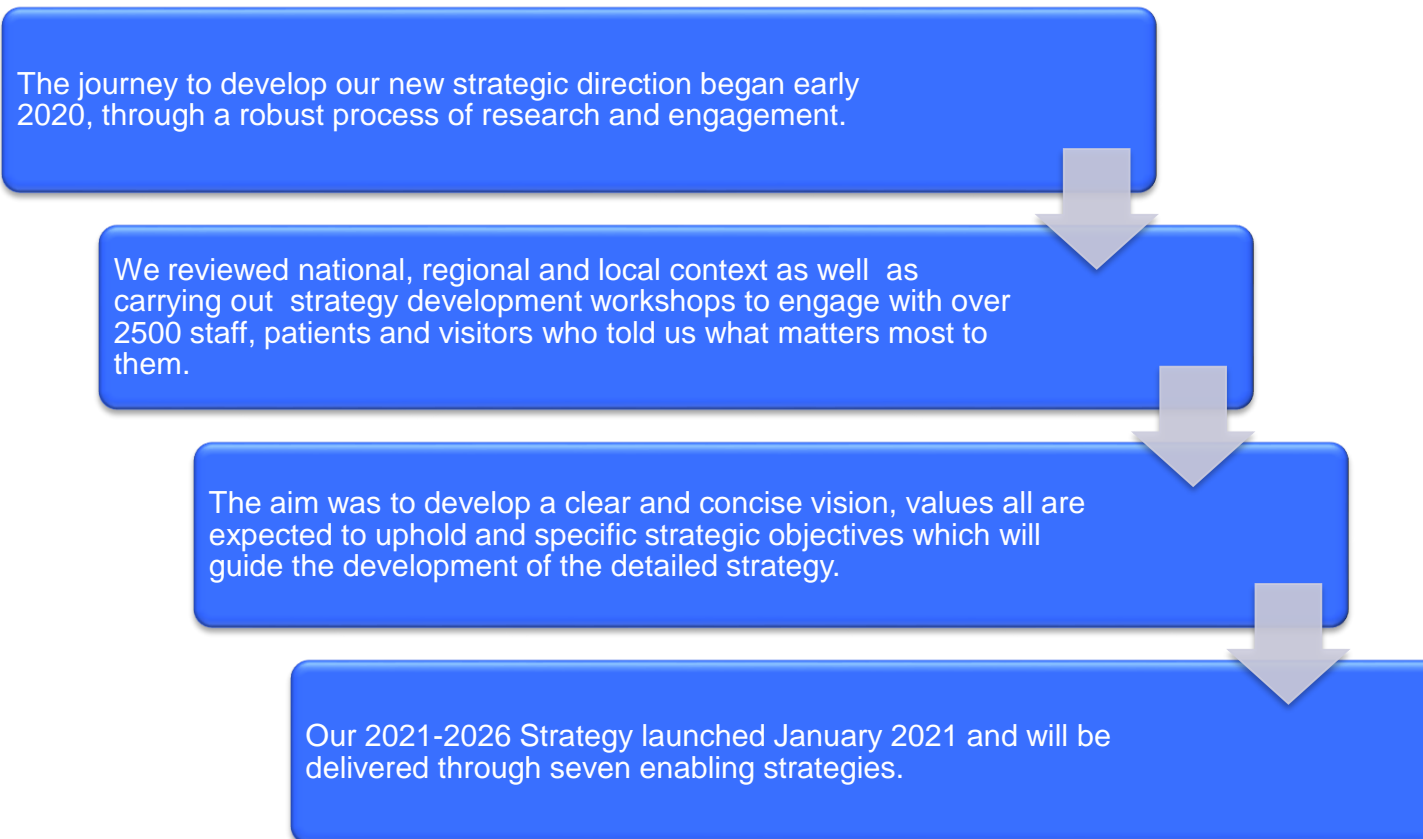 The journey to develop our new strategic direction began early
2020, through a robust process of research and engagement.
We reviewed national, regional and local context as well  as
carrying out  strategy development workshops to engage with over
2500 staff, patients and visitors who told us what matters most to
them.
The aim was to develop a clear and concise vision, values all are
expected to uphold and specific strategic objectives which will
guide the development of the detailed strategy.
Our 2021-2026 Strategy launched January 2021 and will be
delivered through seven enabling strategies.